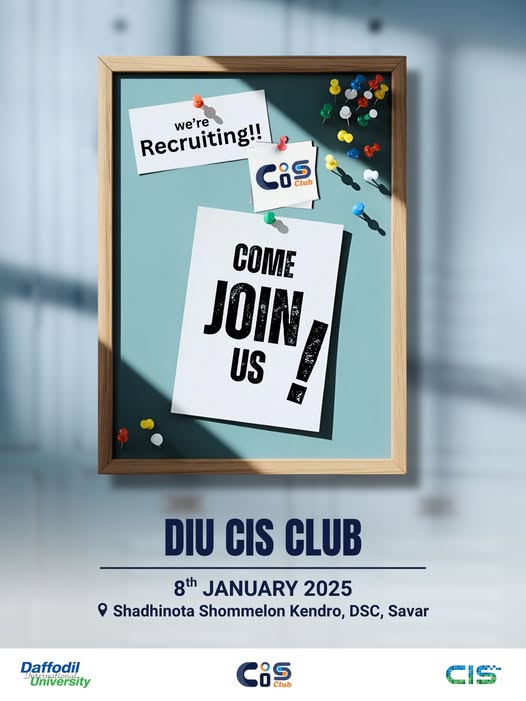 we're
Recruiting!!
CIS
Club
COME
JOIN
US !
DIU CIS CLUB
8th JANUARY 2025
Shadhinota Shommelon Kendro, DSC, Savar
Daffodil
International
University
CIS
Club
CIS